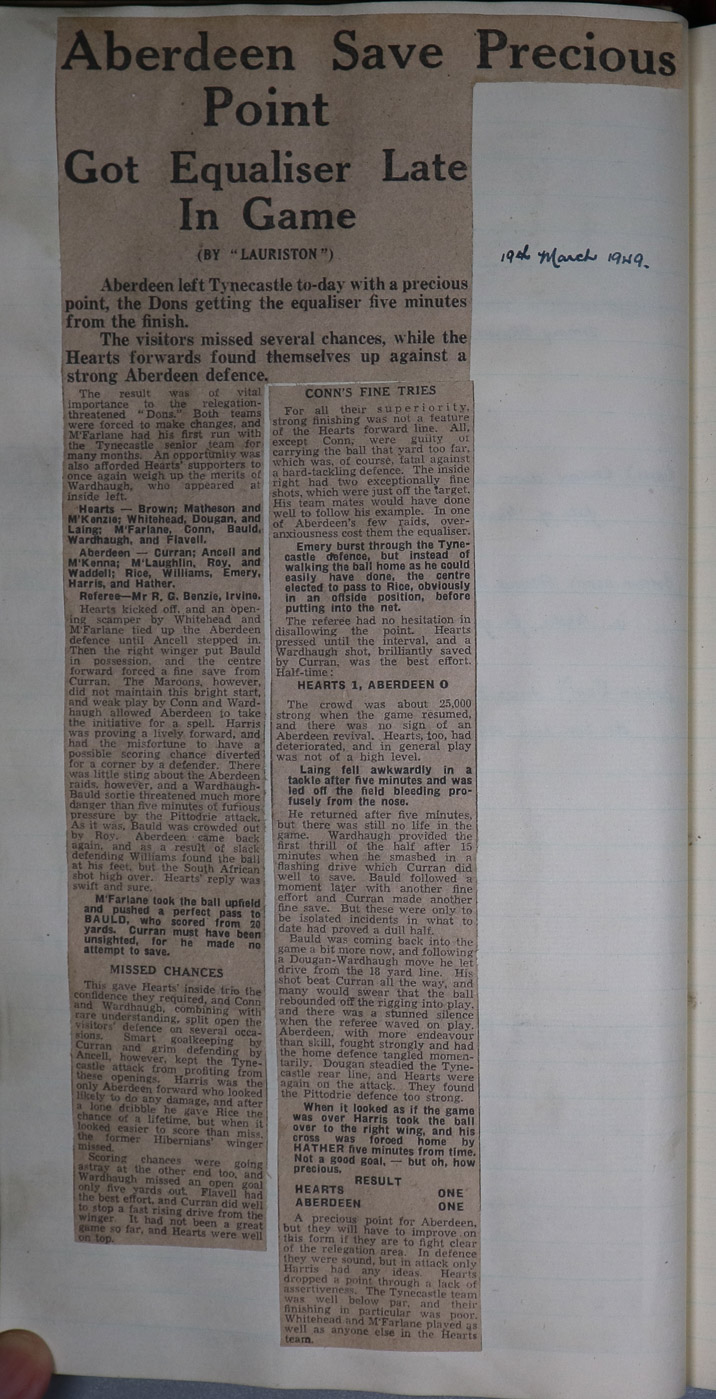 Aberdeen Save Precious
Point
Got Equaliser Late
In Game
(BY "LAURISTON")
19th March 1949.
Aberdeen left Tynecastle to-day with a precious
point, the Dons getting the equaliser five minutes
from the finish.
The visitors missed several chances, while the
Hearts forwards found themselves up against a
strong Aberdeen defence.
The result was of vital
importance to the relegation-
threatened "Dons." Both teams
were forced to make changes, and
M'Farlane had his first run with
the Tynecastle senior team for
many months. An opportunity was
also afforded Hearts' supporters to
once again weigh up the merits of
Wardhaugh, who appeared at
inside left.
Hearts — Brown; Matheson and
M'Kenzie; Whitehead, Dougan, and
Laing; M'Farlane, Conn, Bauld,
Wardhaugh, and Flavell.
Aberdeen — Curran; Ancell and
M'Kenna; M'Laughlin, Roy, and
Waddell; Rice, Williams, Emery,
Harris, and Hather.
Referee—Mr R. G. Benzie, Irvine.
Hearts kicked off, and an open-
ing scamper by Whitehead and
M'Farlane tied up the Aberdeen
defence until Ancell stepped in.
Then the right winger put Bauld
in possession, and the centre
forward forced a fine save from
Curran. The Maroons, however,
did not maintain this bright start,
and weak play by Conn and Ward-
haugh allowed Aberdeen to take
the initiative for a spell. Harris
was proving a lively forward, and
had the misfortune to have a
possible scoring chance diverted
for a corner by a defender. There
was little sting about the Aberdeen
raids, however, and a Wardhaugh-
Bauld sortie threatened much more
danger than five minutes of furious
pressure by the Pittodrie attack.
As it was, Bauld was crowded out
by Roy. Aberdeen came back
again, and as a result of slack
defending Williams found the ball
at his feet, but the South African
shot high over. Hearts' reply was
swift and sure.
M'Farlane took the ball upfield
and pushed a perfect pass to
BAULD, who scored from 20
yards. Curran must have been
unsighted, for he made no
attempt to save.
MISSED CHANCES
This gave Hearts' inside trio the
confidence they required, and Conn
and Wardhaugh, combining with
rare understanding, split open the
visitors' defence on several occa-
sions. Smart goalkeeping by
Curran and grim defending by
Ancell, however, kept the Tyne-
castle attack from profiting from
these openings. Harris was the
only Aberdeen forward who looked
likely to do any damage, and after
a lone dribble he gave Rice the
chance of a lifetime, but when it
looked easier to score than miss,
the former Hibernians' winger
missed.
Scoring chances were going
astray at the other end too, and
Wardhaugh missed an open goal
only five yards out. Flavell had
the best effort, and Curran did well
to stop a fast rising drive from the
winger. It had not been a great
game so far, and Hearts were well
on top.
CONN'S FINE TRIES
For all their superiority,
strong finishing was not a feature
of the Hearts forward line. All,
except Conn, were guilty of
carrying the ball that yard too far,
which was, of course, fatal against
a hard-tackling defence. The inside
right had two exceptionally fine
shots, which were just off the target.
His team mates would have done
well to follow his example. In one
of Aberdeen's few raids, over-
anxiousness cost them the equaliser.
Emery burst through the Tyne-
castle defence, but instead of
walking the ball home as he could
easily have done, the centre
elected to pass to Rice, obviously
in an offside position, before
putting into the net.
The referee had no hesitation in
disallowing the point. Hearts
pressed until the interval, and a
Wardhaugh shot, brilliantly saved
by Curran, was the best effort.
Half-time:
HEARTS 1, ABERDEEN 0
The crowd was about 25,000
strong when the game resumed,
and there was no sign of an
Aberdeen revival. Hearts, too, had
deteriorated, and in general play
was not of a high level.
Laing fell awkwardly in a
tackle after five minutes and was
led off the field bleeding pro-
fusely from the nose.
He returned after five minutes,
but there was still no life in the
game. Wardhaugh provided the
first thrill of the half after 15
minutes when he smashed in a
flashing drive which Curran did
well to save. Bauld followed a
moment later with another fine
effort and Curran made another
fine save. But these were only to
be isolated incidents in what to
date had proved a dull half.
Bauld was coming back into the
game a bit more now, and following
a Dougan-Wardhaugh move he let
drive from the 18 yard line. His
shot beat Curran all the way, and
many would swear that the ball
rebounded off the rigging into play,
and there was a stunned silence
when the referee waved on play.
Aberdeen, with more endeavour
than skill, fought strongly and had
the home defence tangled momen-
tarily. Dougan steadied the Tyne-
castle rear line, and Hearts were
again on the attack. They found
the Pittodrie defence too strong.
When it looked as if the game
was over Harris took the ball
over to the right wing, and his
cross was forced home by
HATHER five minutes from time.
Not a good goal, — but oh, how
precious.
RESULT
HEARTS ONE
ABERDEEN ONE
A precious point for Aberdeen,
but they will have to improve on
this form if they are to fight clear
of the relegation area. In defence
they were sound, but in attack only
Harris had any ideas. Hearts
dropped a point through a lack of
assertiveness. The Tynecastle team
was well below par, and their
finishing in particular was poor.
Whitehead and M'Farlane played as
well as anyone else in the Hearts
team.